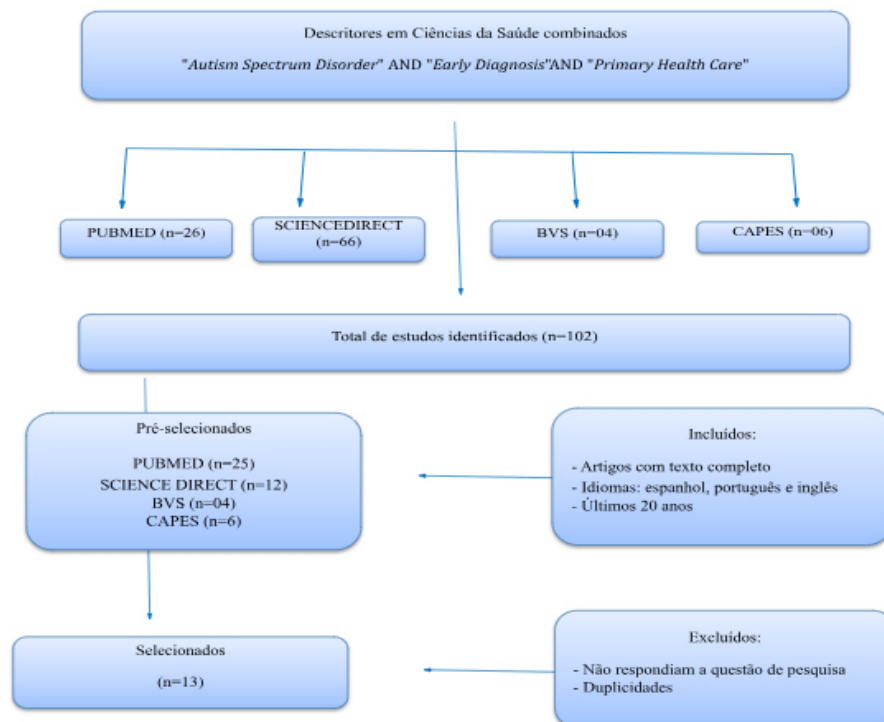 Descritores em Ciências da Saúde combinados
"Autism Spectrum Disorder" AND "Early Diagnosis"AND "Primary Health Care"
PUBMED (n=26)
SCIENCEDIRECT
(n=66)
BVS (n=04)
CAPES (n=06)
Total de estudos identificados (n=102)
Pré-selecionados
PUBMED (n=25)
SCIENCE DIRECT (n=12)
BVS (n=04)
CAPES (n=6)
Incluídos:
- Artigos com texto completo
- Idiomas: espanhol, português e inglês
- Últimos 20 anos
Selecionados
(n=13)
Excluídos:
- Não respondiam a questão de pesquisa
- Duplicidades